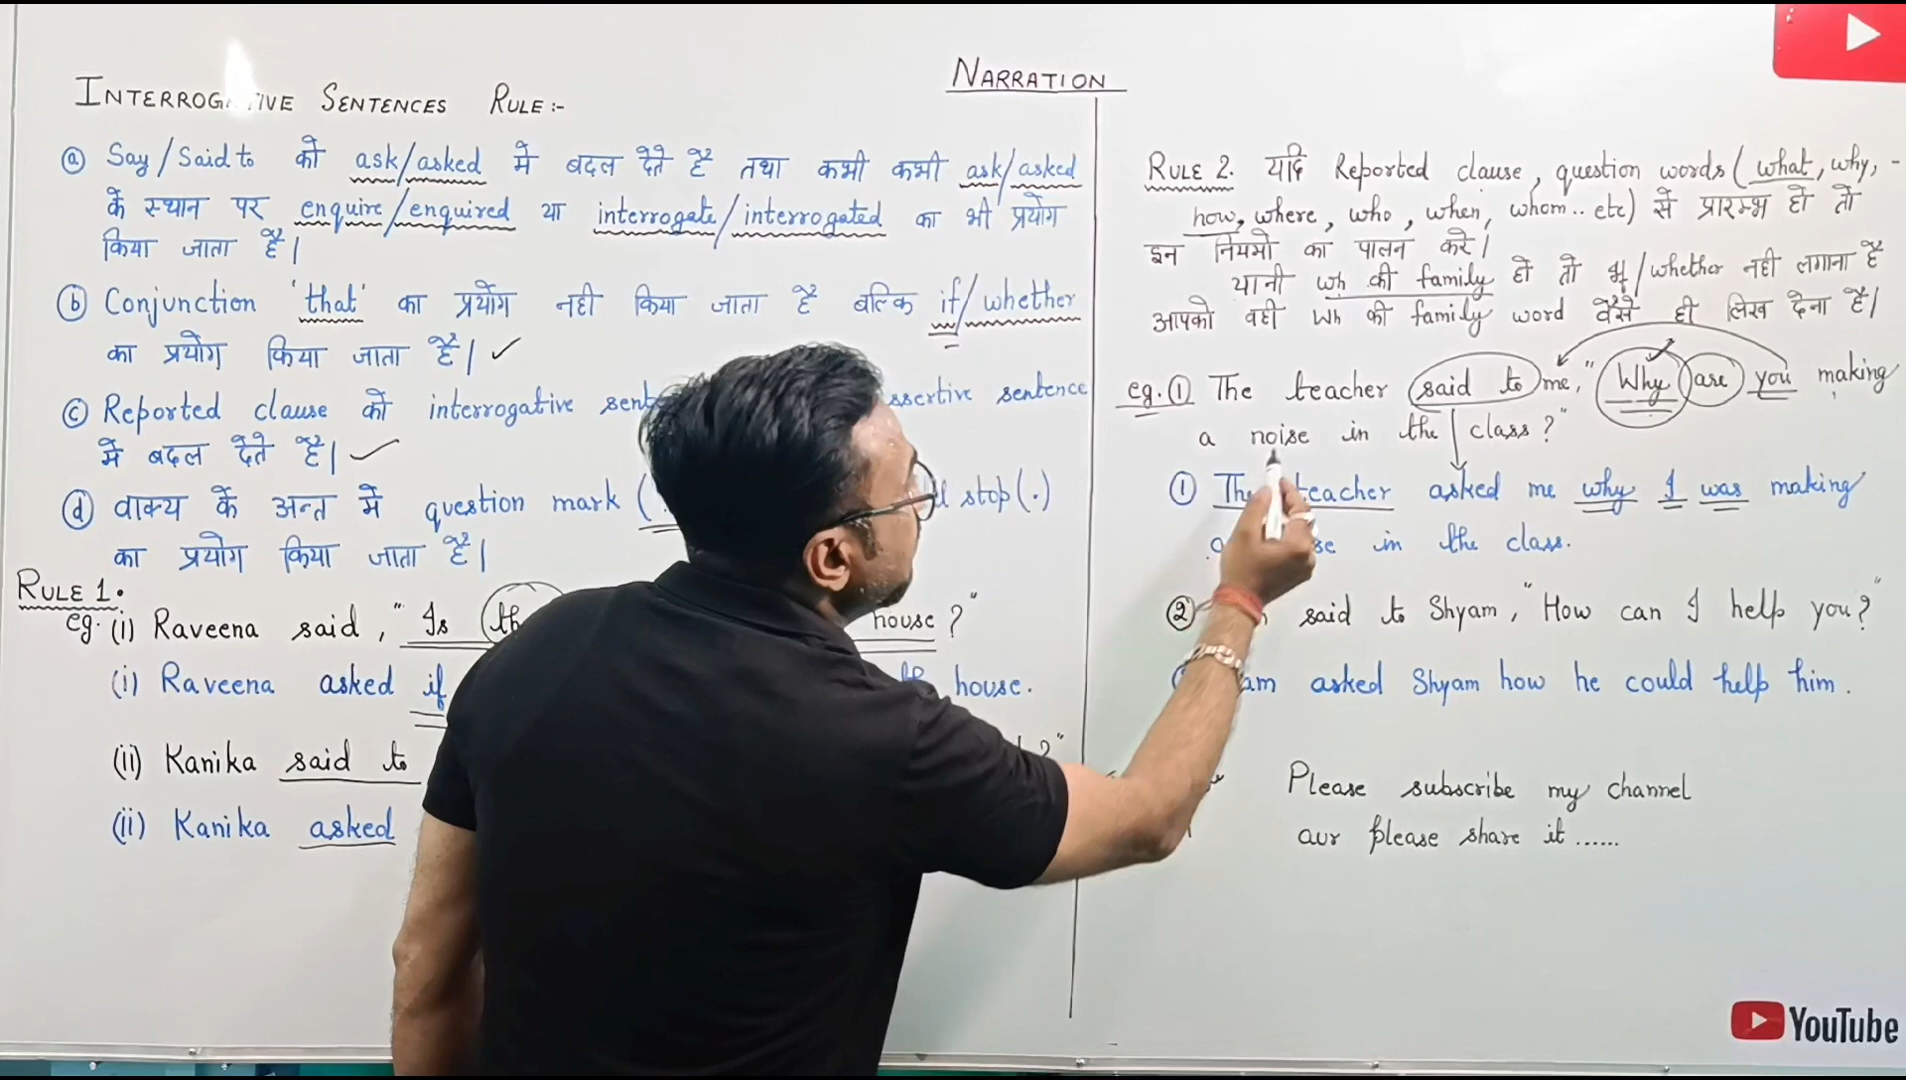 NARRATION
INTERROGATIVE SENTENCES RULE :-
ⓐ Say/Said to को ask/asked में बदल देते है तथा कभी कभी ask/asked
के स्थान पर enquire/enquired या interrogate/interrogated का भी प्रयोग
किया जाता है।
ⓑ Conjunction 'that' का प्रयोग नही किया जाता है बल्कि if/whether
का प्रयोग किया जाता है। ✓
ⓒ Reported clause को interrogative assertive sentence
में बदल देते है। ✓
ⓓ वाक्य के अन्त में question mark ( stop (.)
का प्रयोग किया जाता है।
RULE 1.
eg. (i) Raveena said, "Is house?"
(i) Raveena asked if house.
(ii) Kanika said to
(ii) Kanika asked
RULE 2. यदि Reported clause, question words (what, why,
how, where, who, when, whom.. etc) से प्रारम्भ हो तो
इन नियमो का पालन करे।
यानी wh की family हो तो /whether नही लगाना है
आपको वही wh की family word वैसे ही लिख देना है।
eg. ① The teacher said to me, "Why are you making
a noise in the class?"
① The teacher asked me why I was making
in the class.
② said to Shyam, "How can I help you?"
asked Shyam how he could help him.
Please subscribe my channel
aur please share it ......
YouTube